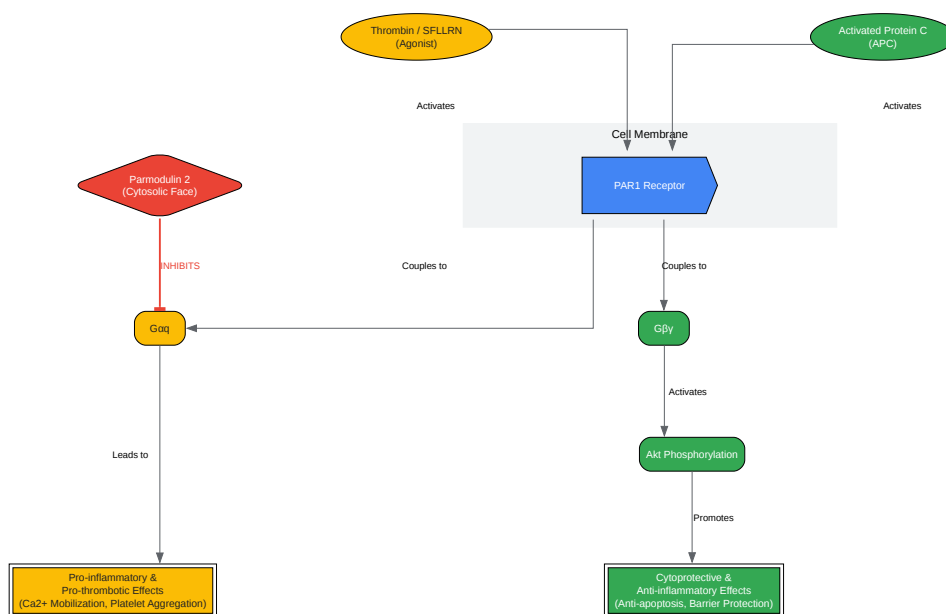 Thrombin / SFLLRN
(Agonist)
Activated Protein C
(APC)
Activates
Activates
Cell Membrane
Parmodulin 2
(Cytosolic Face)
PAR1 Receptor
INHIBITS
Couples to
Couples to
Gαq
Gβγ
Activates
Leads to
Akt Phosphorylation
Promotes
Pro-inflammatory &
Pro-thrombotic Effects
(Ca2+ Mobilization, Platelet Aggregation)
Cytoprotective &
Anti-inflammatory Effects
(Anti-apoptosis, Barrier Protection)